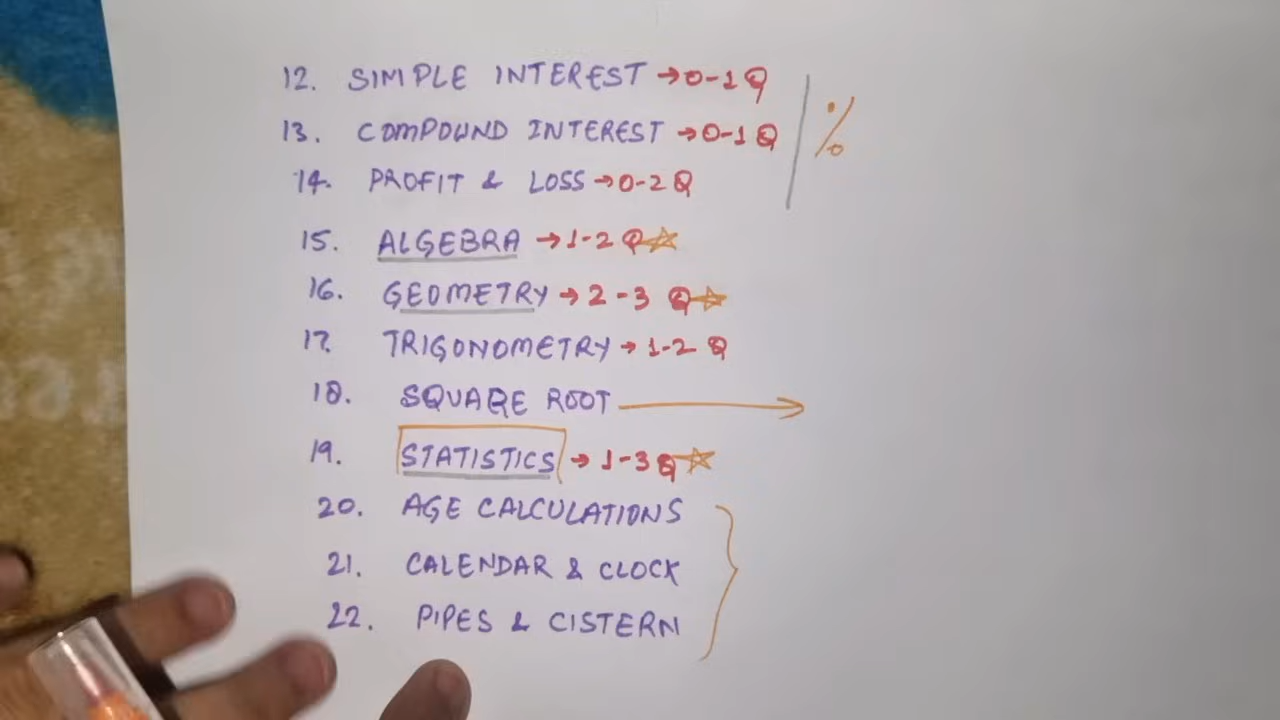 12. SIMPLE INTEREST → 0-1 Q
13. COMPOUND INTEREST → 0-1 Q
%
14. PROFIT & LOSS → 0-2 Q
15. ALGEBRA → 1-2 Q
16. GEOMETRY → 2-3 Q
17. TRIGONOMETRY → 1-2 Q
18. SQUARE ROOT
19. STATISTICS → 1-3 Q
20. AGE CALCULATIONS
21. CALENDAR & CLOCK
22. PIPES & CISTERN